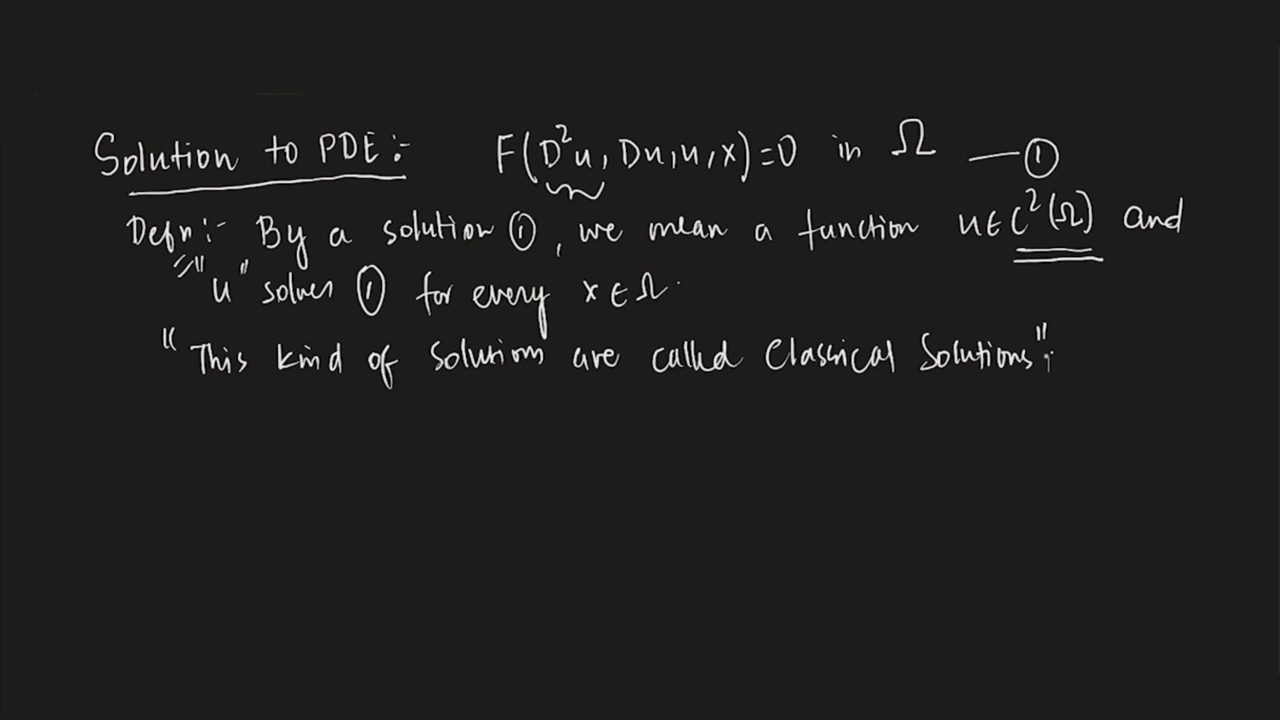 Solution to PDE:- F(D²u, Du, u, x) = 0 in Ω —①
Defn:- By a solution ①, we mean a function u ∈ C²(Ω) and
"u" solves ① for every x ∈ Ω.
"This kind of solutions are called Classical Solutions".